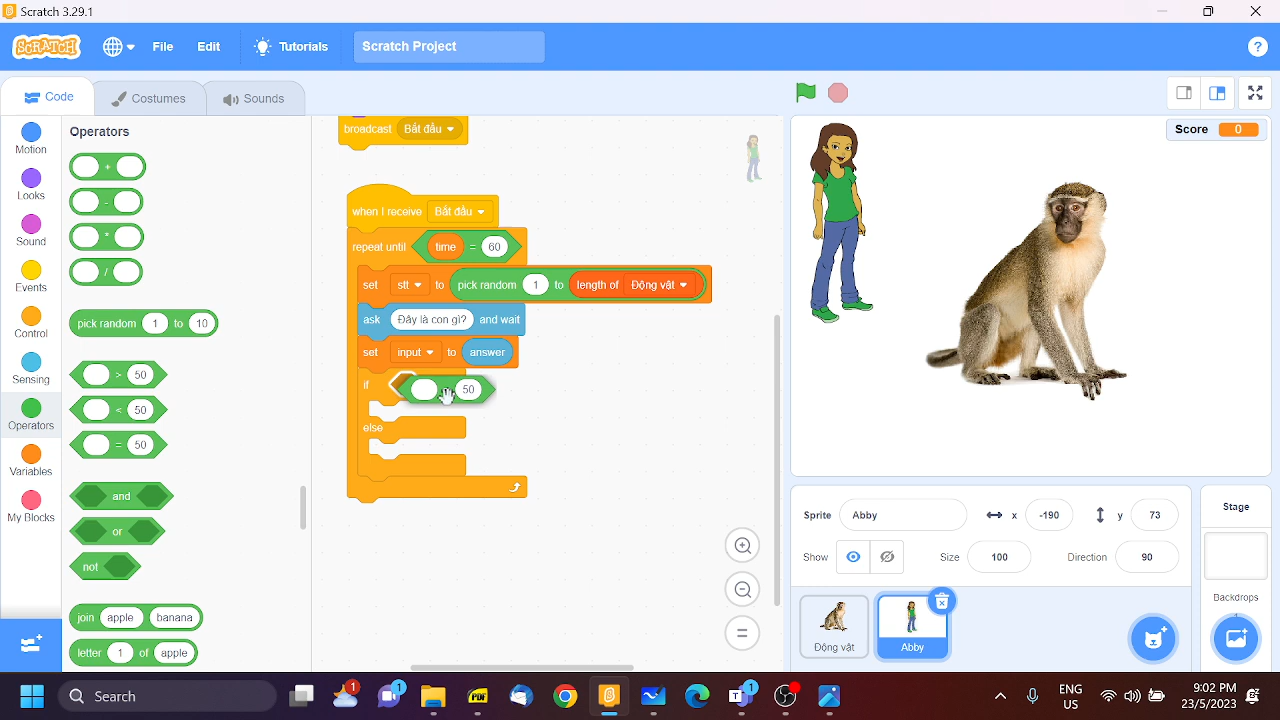 Scratch 3.29.1
SCRATCH File Edit Tutorials Scratch Project ?
Code Costumes Sounds
Motion
Looks
Sound
Events
Control
Sensing
Operators
Variables
My Blocks
Operators
+
-
*
/
pick random 1 to 10
> 50
< 50
= 50
and
or
not
join apple banana
letter 1 of apple
broadcast Bắt đầu
when I receive Bắt đầu
repeat until time = 60
set stt to pick random 1 to length of Động vật
ask Đây là con gì? and wait
set input to answer
if 50
else
Score 0
Sprite Abby x -190 y 73
Show Size 100 Direction 90
Động vật
Abby
Stage
Backdrops
Search
1
1
PDF
1
ENG
US
9:02 PM
23/5/2023